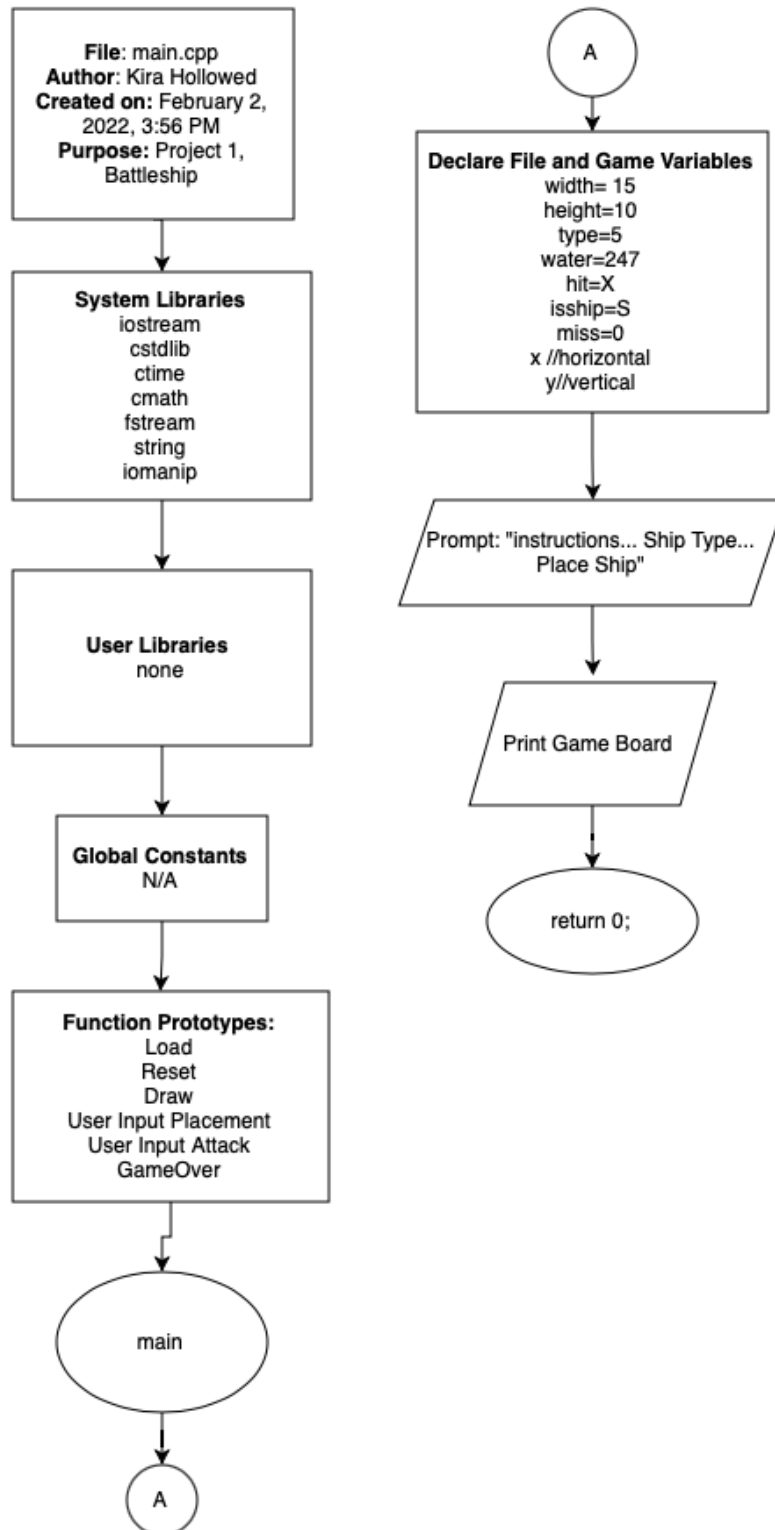 File: main.cpp
Author: Kira Hollowed
Created on: February 2,
2022, 3:56 PM
Purpose: Project 1,
Battleship
System Libraries
iostream
cstdlib
ctime
cmath
fstream
string
iomanip
User Libraries
none
Global Constants
N/A
Function Prototypes:
Load
Reset
Draw
User Input Placement
User Input Attack
GameOver
main
A
A
Declare File and Game Variables
width= 15
height=10
type=5
water=247
hit=X
isship=S
miss=0
x //horizontal
y//vertical
Prompt: "instructions... Ship Type...
Place Ship"
Print Game Board
return 0;